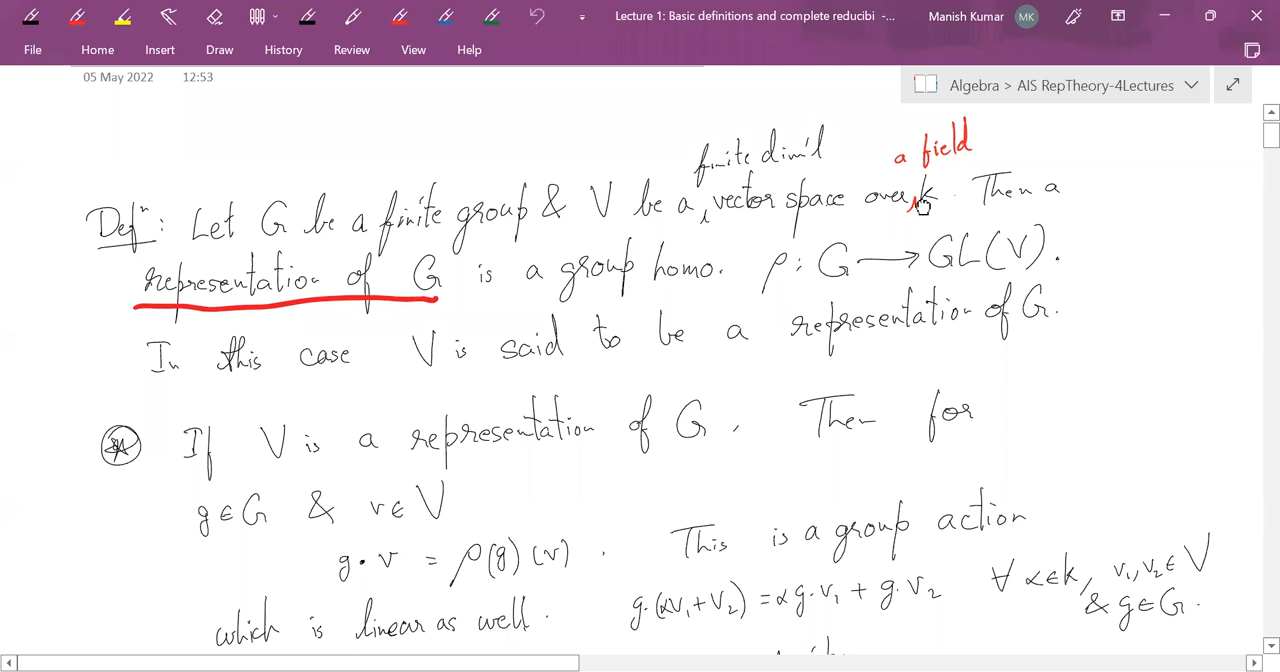 Lecture 1: Basic definitions and complete reducibi -...
Manish Kumar MK
File Home Insert Draw History Review View Help
05 May 2022 12:53
Algebra > AIS RepTheory-4Lectures
finite dim'l a field
Defⁿ: Let G be a finite group & V be a vector space over k. Then a
representation of G is a group homo. ρ: G → GL(V).
In this case V is said to be a representation of G.
⊛ If V is a representation of G, Then for
g ∈ G & v ∈ V
g·v = ρ(g)(v). This is a group action
which is linear as well. g·(αv₁+v₂) = αg·v₁ + g·v₂ ∀ α∈k, v₁,v₂ ∈ V
& g∈G.